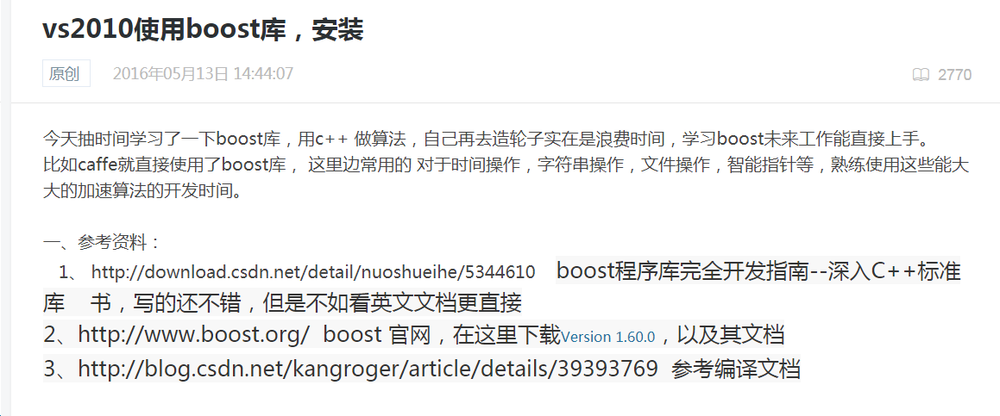 vs2010使用boost库，安装
原创 2016年05月13日 14:44:07 2770
今天抽时间学习了一下boost库，用c++ 做算法，自己再去造轮子实在是浪费时间，学习boost未来工作能直接上手。
比如caffe就直接使用了boost库， 这里边常用的 对于时间操作，字符串操作，文件操作，智能指针等，熟练使用这些能大
大的加速算法的开发时间。
一、参考资料：
1、 http://download.csdn.net/detail/nuoshueihe/5344610 boost程序库完全开发指南--深入C++标准
库 书，写的还不错，但是不如看英文文档更直接
2、http://www.boost.org/ boost 官网，在这里下载Version 1.60.0，以及其文档
3、http://blog.csdn.net/kangroger/article/details/39393769 参考编译文档